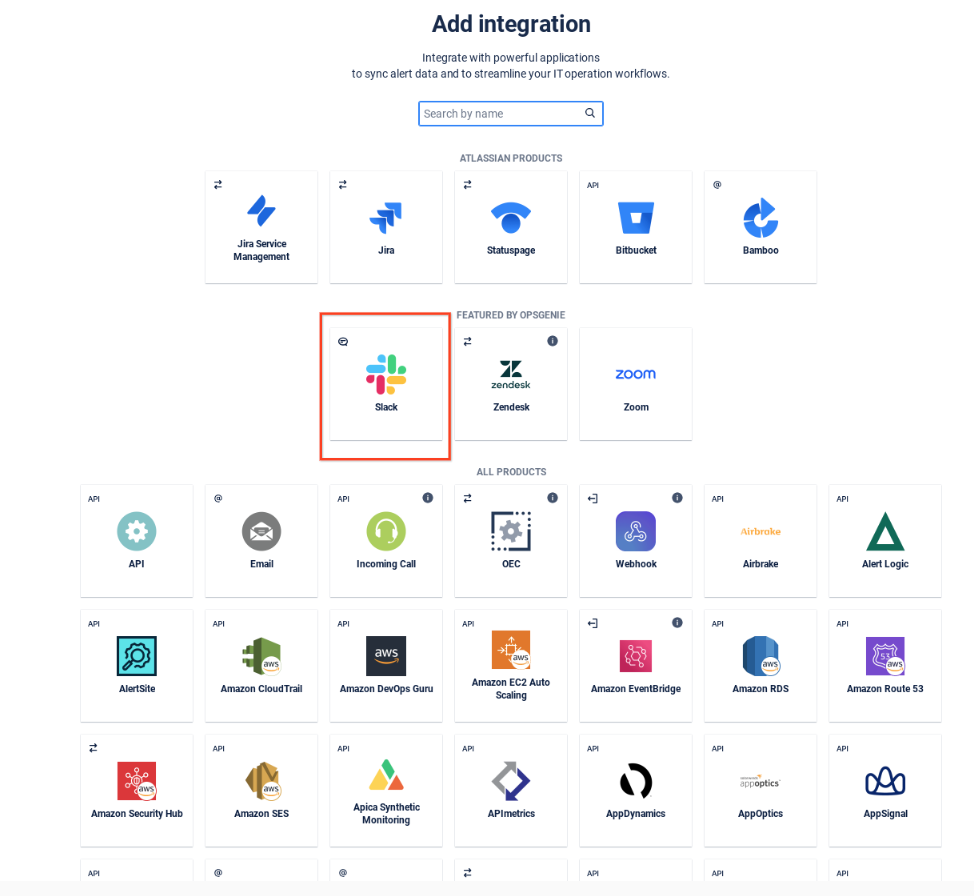 Add integration
Integrate with powerful applications
to sync alert data and to streamline your IT operation workflows.
Search by name
ATLASSIAN PRODUCTS
API
Jira Service
Management
Jira
Statuspage
Bitbucket
Bamboo
FEATURED BY OPSGENIE
zendesk
zoom
Slack
Zendesk
Zoom
ALL PRODUCTS
API
@
API
API
API
Airbrake
API
Email
Incoming Call
OEC
Webhook
Airbrake
Alert Logic
API
API
API
API
API
API
aws
aws
aws
aws
53
aws
AlertSite
Amazon CloudTrail
Amazon DevOps Guru
Amazon EC2 Auto
Scaling
Amazon EventBridge
Amazon RDS
Amazon Route 53
API
API
API
API
API
API
aws
aws
appoptics
Amazon Security Hub
Amazon SES
Apica Synthetic
Monitoring
APImetrics
AppDynamics
AppOptics
AppSignal
API
@
@
API
API
API